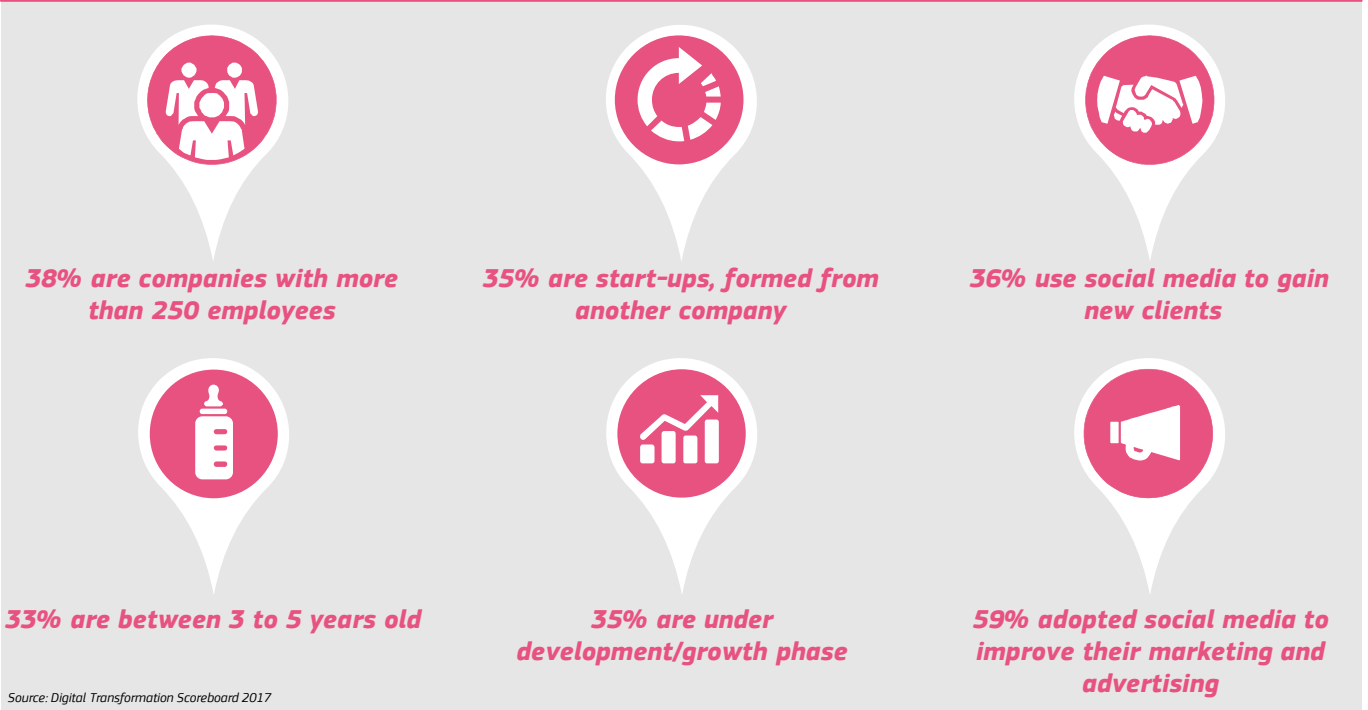 38% are companies with more
than 250 employees
35% are start-ups, formed from
another company
36% use social media to gain
new clients
33% are between 3 to 5 years old
35% are under
development/growth phase
59% adopted social media to
improve their marketing and
advertising
Source: Digital Transformation Scoreboard 2017